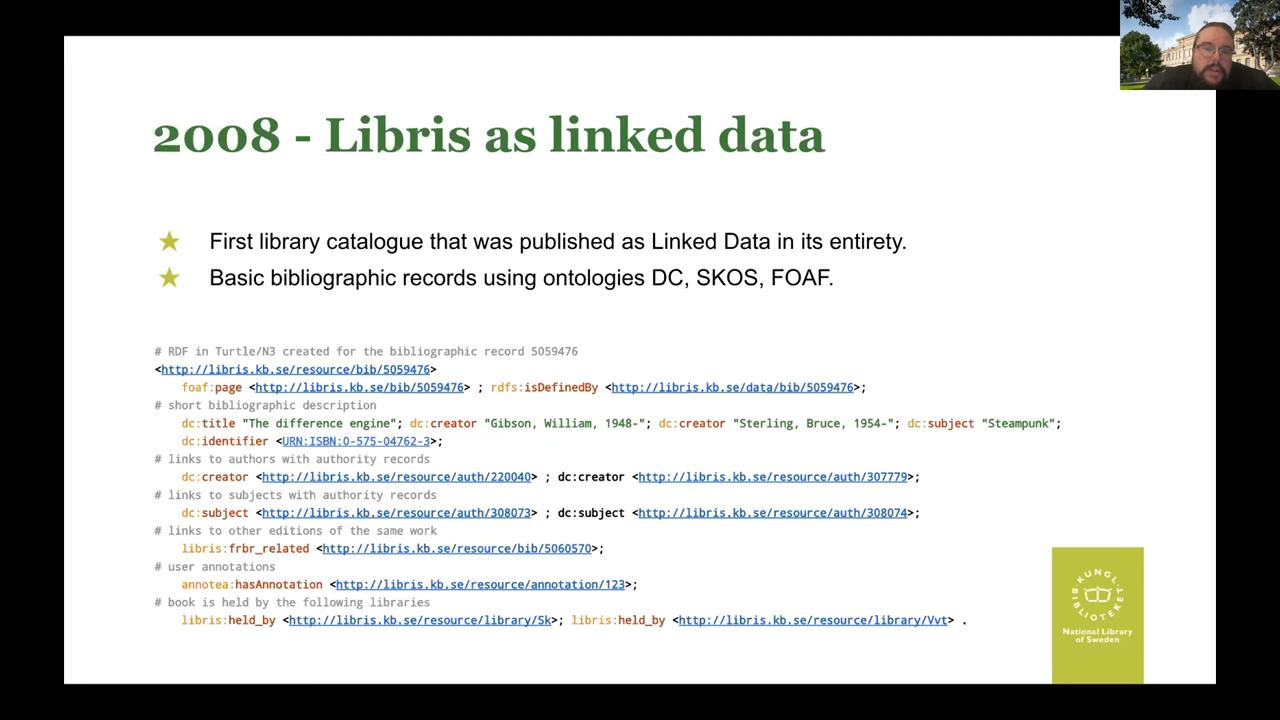 2008 - Libris as linked data
★ First library catalogue that was published as Linked Data in its entirety.
★ Basic bibliographic records using ontologies DC, SKOS, FOAF.
# RDF in Turtle/N3 created for the bibliographic record 5059476
<http://libris.kb.se/resource/bib/5059476>
foaf:page <http://libris.kb.se/bib/5059476> ; rdfs:isDefinedBy <http://libris.kb.se/data/bib/5059476>;
# short bibliographic description
dc:title "The difference engine"; dc:creator "Gibson, William, 1948-"; dc:creator "Sterling, Bruce, 1954-"; dc:subject "Steampunk";
dc:identifier <URN:ISBN:0-575-04762-3>;
# links to authors with authority records
dc:creator <http://libris.kb.se/resource/auth/220040> ; dc:creator <http://libris.kb.se/resource/auth/307779>;
# links to subjects with authority records
dc:subject <http://libris.kb.se/resource/auth/308073> ; dc:subject <http://libris.kb.se/resource/auth/308074>;
# links to other editions of the same work
libris:frbr_related <http://libris.kb.se/resource/bib/5060570>;
# user annotations
annotea:hasAnnotation <http://libris.kb.se/resource/annotation/123>;
# book is held by the following libraries
libris:held_by <http://libris.kb.se/resource/library/Sk>; libris:held_by <http://libris.kb.se/resource/library/Vvt> .
KUNGL.
BIBLIOTEKET
National Library
of Sweden